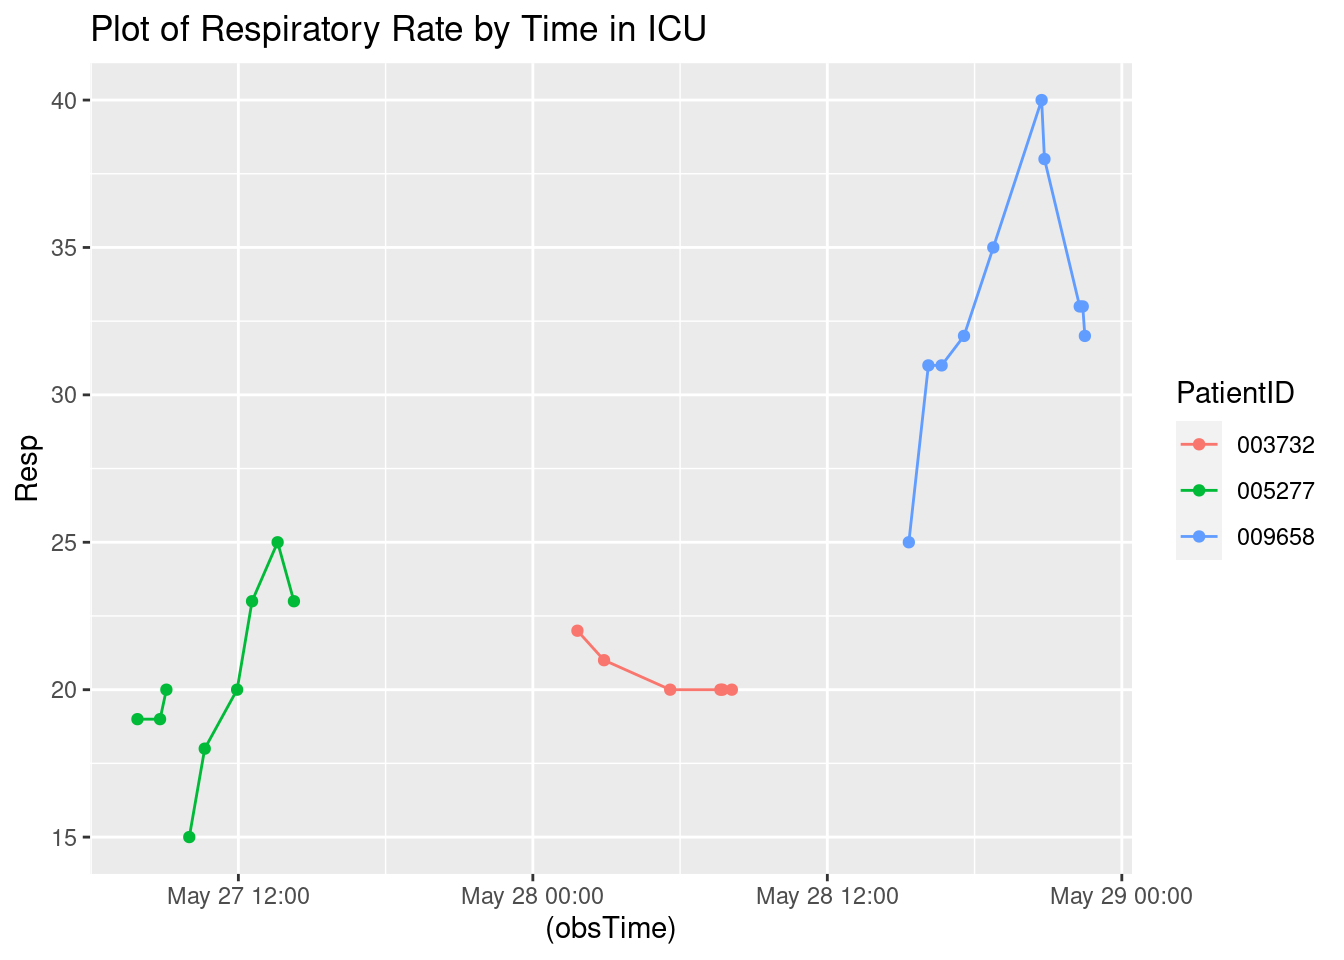 Plot of Respiratory Rate by Time in ICU
40
35
30
25
20
15
Resp
May 27 12:00
May 28 00:00
May 28 12:00
May 29 00:00
(obsTime)
PatientID
003732
005277
009658